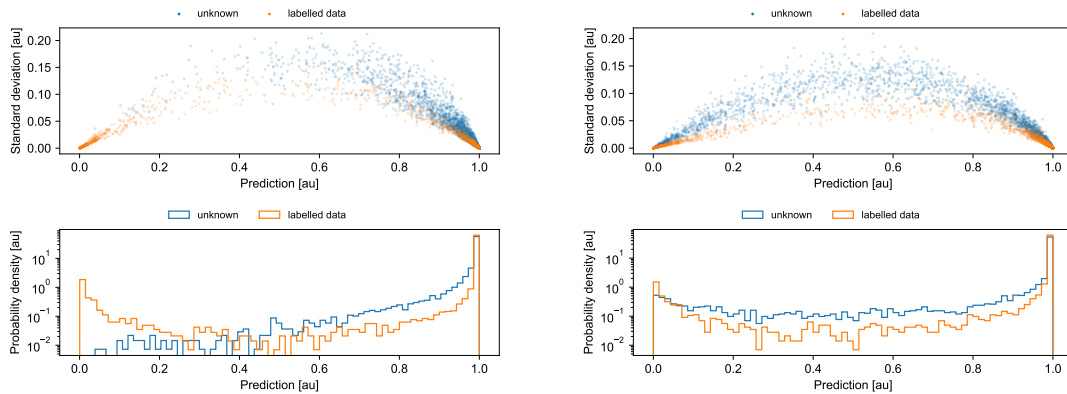 unknown labelled data
Standard deviation [au]
0.20
0.15
0.10
0.05
0.00
0.0 0.2 0.4 0.6 0.8 1.0
Prediction [au]
unknown labelled data
Standard deviation [au]
0.20
0.15
0.10
0.05
0.00
0.0 0.2 0.4 0.6 0.8 1.0
Prediction [au]
unknown labelled data
Probability density [au]
10¹
10⁰
10⁻¹
10⁻²
0.0 0.2 0.4 0.6 0.8 1.0
Prediction [au]
unknown labelled data
Probability density [au]
10¹
10⁰
10⁻¹
10⁻²
0.0 0.2 0.4 0.6 0.8 1.0
Prediction [au]